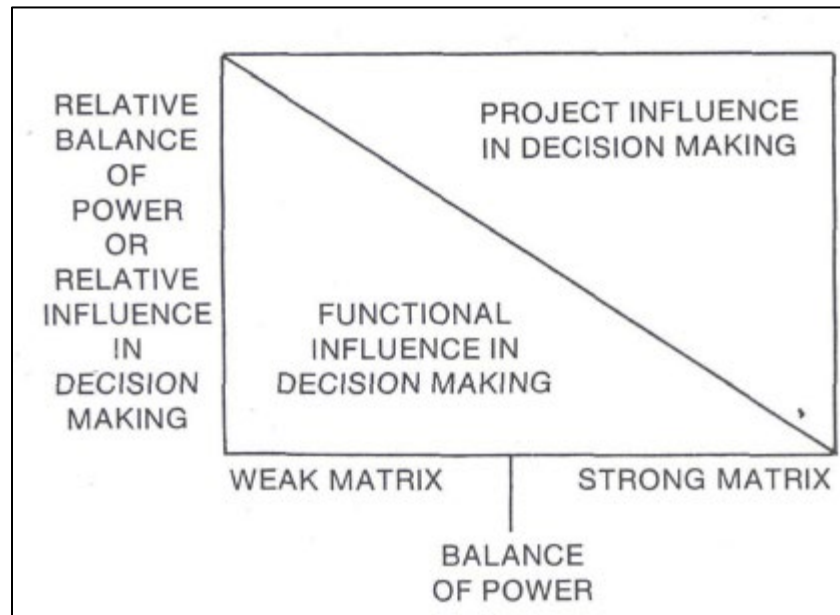 RELATIVE
BALANCE
OF
POWER
OR
RELATIVE
INFLUENCE
IN
DECISION
MAKING
PROJECT INFLUENCE
IN DECISION MAKING
FUNCTIONAL
INFLUENCE IN
DECISION MAKING
WEAK MATRIX
STRONG MATRIX
BALANCE
OF POWER